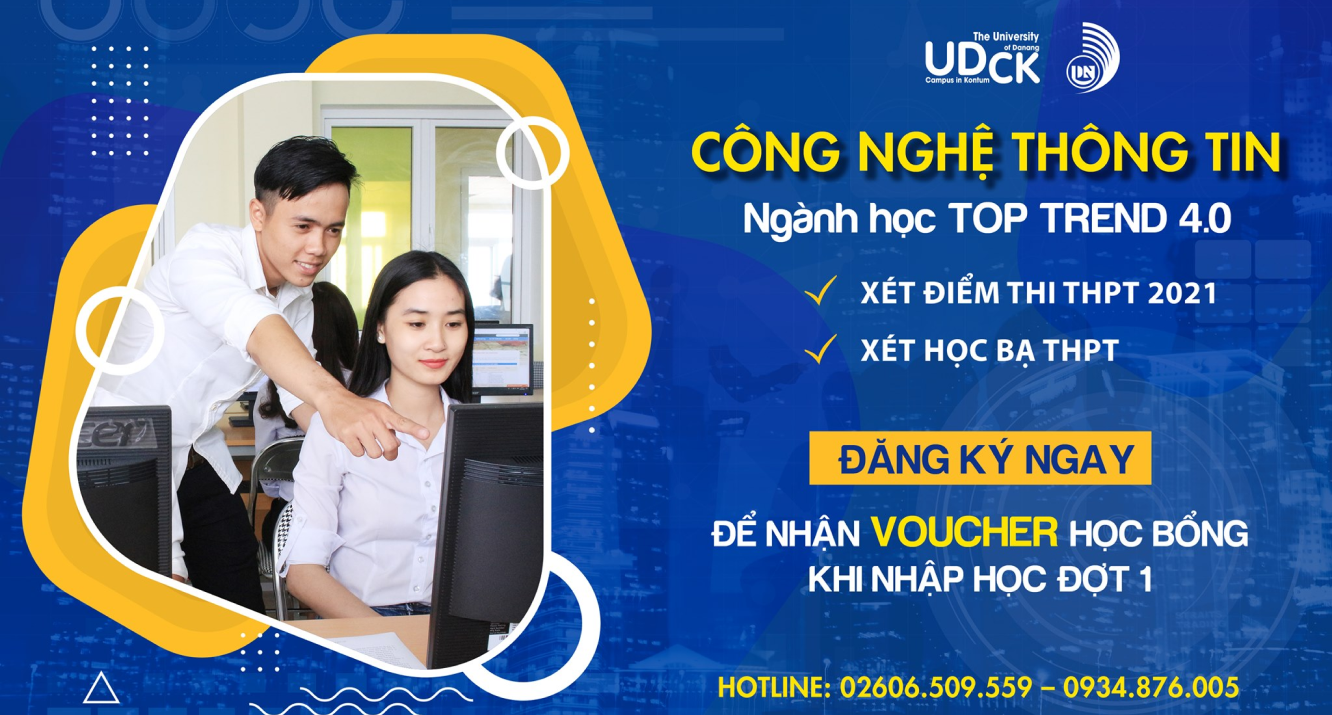 The University
of Danang
UDCK
Campus in Kontum
DN
CÔNG NGHỆ THÔNG TIN
Ngành học TOP TREND 4.0
XÉT ĐIỂM THI THPT 2021
XÉT HỌC BẠ THPT
acer
ĐĂNG KÝ NGAY
ĐỂ NHẬN VOUCHER HỌC BỔNG
KHI NHẬP HỌC ĐỢT 1
HOTLINE: 02606.509.559 – 0934.876.005